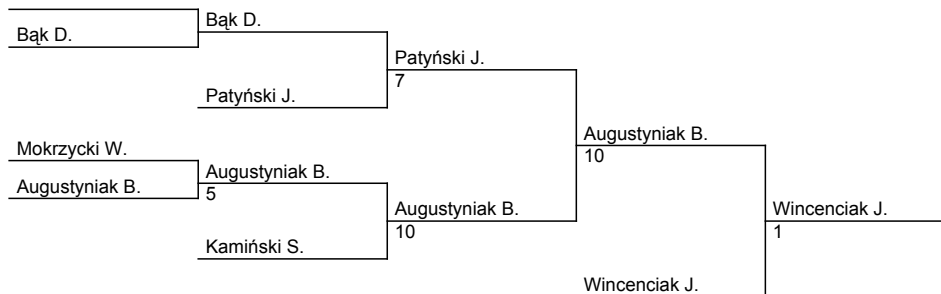 Bąk D.
Bąk D.
Patyński J.
7
Patyński J.
Augustyniak B.
10
Mokrzycki W.
Augustyniak B.
Augustyniak B.
5
Augustyniak B.
10
Wincenciak J.
1
Kamiński S.
Wincenciak J.